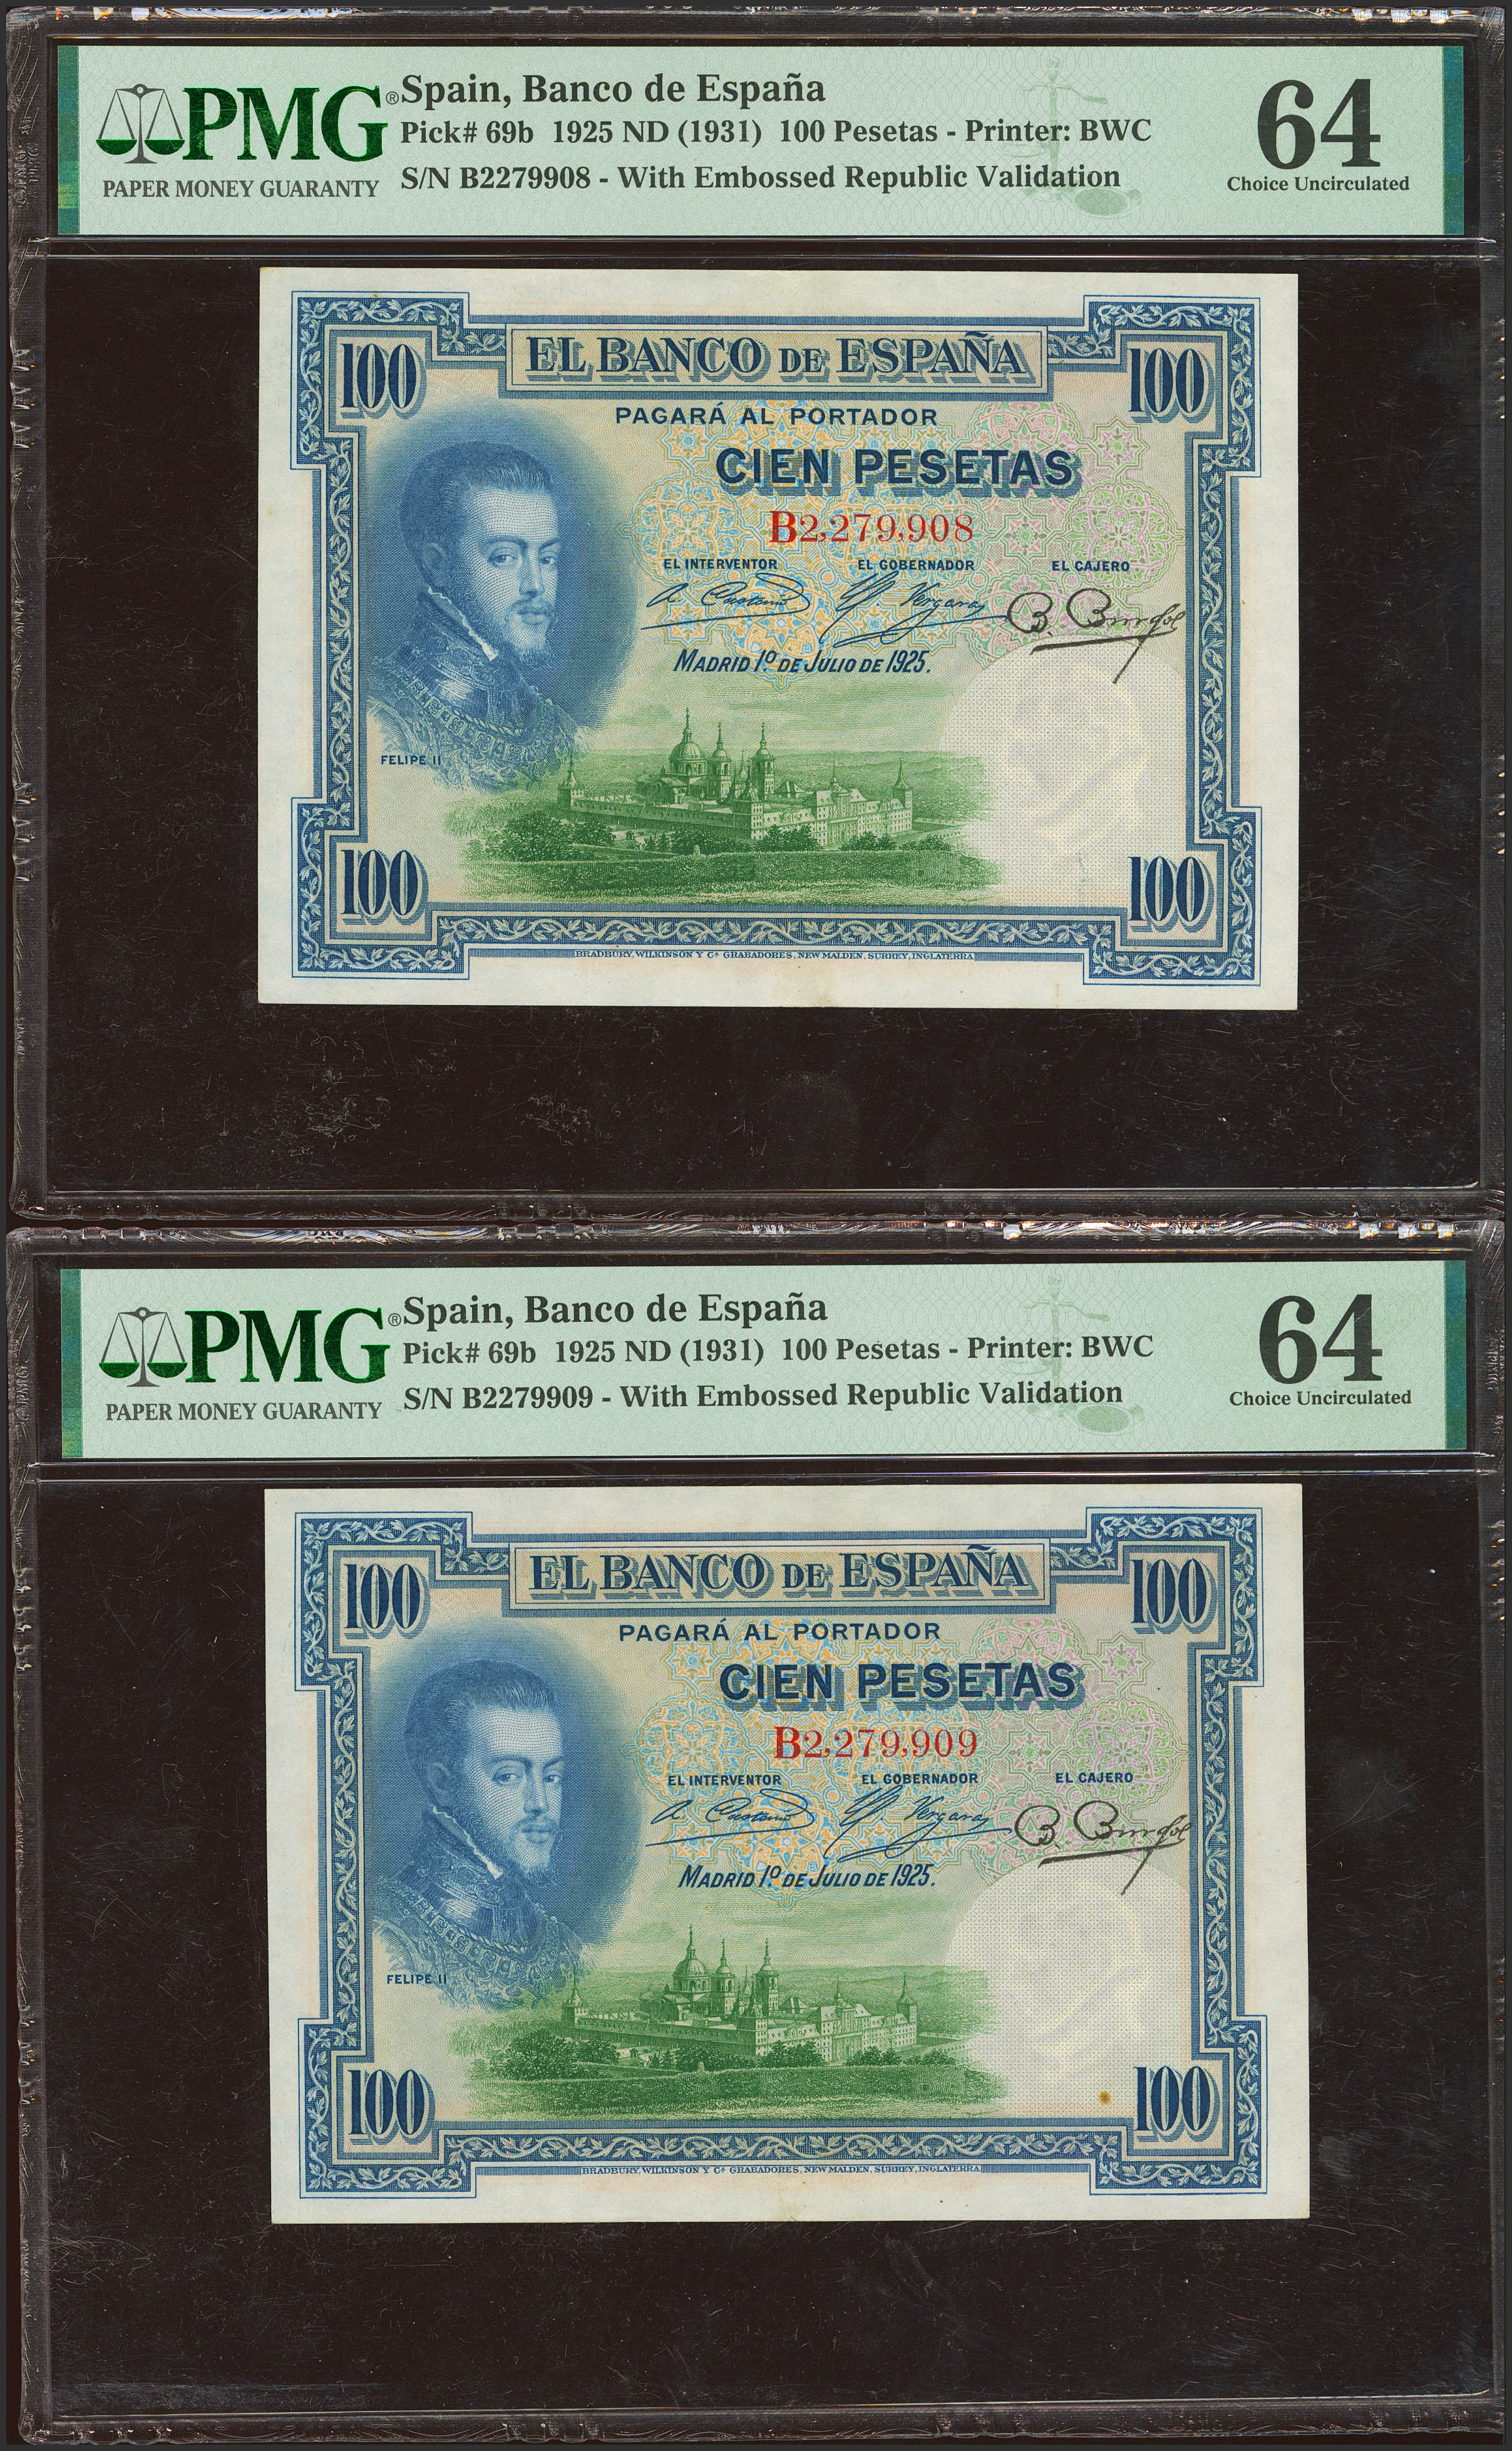 PMG®
PAPER MONEY GUARANTY
Spain, Banco de España
Pick# 69b 1925 ND (1931) 100 Pesetas - Printer: BWC
S/N B2279908 - With Embossed Republic Validation
64
Choice Uncirculated
100 EL BANCO DE ESPAÑA 100
PAGARÁ AL PORTADOR
CIEN PESETAS
B2,279,908
EL INTERVENTOR EL GOBERNADOR EL CAJERO
MADRID 1º DE JULIO DE 1925.
FELIPE II
100 100
BRADBURY, WILKINSON Y Cª GRABADORES, NEW MALDEN, SURREY, INGLATERRA
PMG®
PAPER MONEY GUARANTY
Spain, Banco de España
Pick# 69b 1925 ND (1931) 100 Pesetas - Printer: BWC
S/N B2279909 - With Embossed Republic Validation
64
Choice Uncirculated
100 EL BANCO DE ESPAÑA 100
PAGARÁ AL PORTADOR
CIEN PESETAS
B2,279,909
EL INTERVENTOR EL GOBERNADOR EL CAJERO
MADRID 1º DE JULIO DE 1925.
FELIPE II
100 100
BRADBURY, WILKINSON Y Cª GRABADORES, NEW MALDEN, SURREY, INGLATERRA